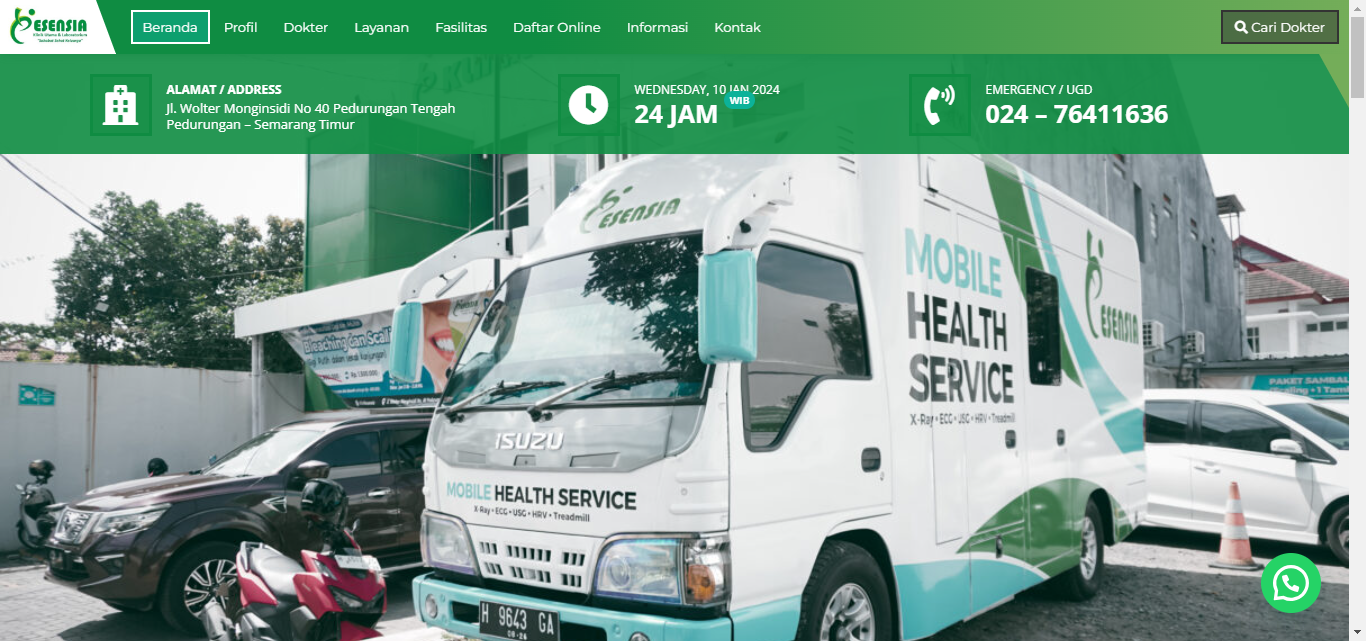 ESENSIA
Klinik Utama & Laboratorium
Beranda
Profil
Dokter
Layanan
Fasilitas
Daftar Online
Informasi
Kontak
Cari Dokter
ALAMAT / ADDRESS
Jl. Wolter Monginsidi No 40 Pedurungan Tengah
Pedurungan – Semarang Timur
WEDNESDAY, 10 JAN 2024
24 JAM WIB
EMERGENCY / UGD
024 – 76411636
ESENSIA
MOBILE
HEALTH
SERVICE
X-Ray • ECG • USG • HRV • Treadmill
ESENSIA
ESENSIA
Bleaching dan Scaling
PAKET SAMBAL
ISUZU
MOBILE HEALTH SERVICE
X-Ray • ECG • USG • HRV • Treadmill
H 9643 GA
08·26